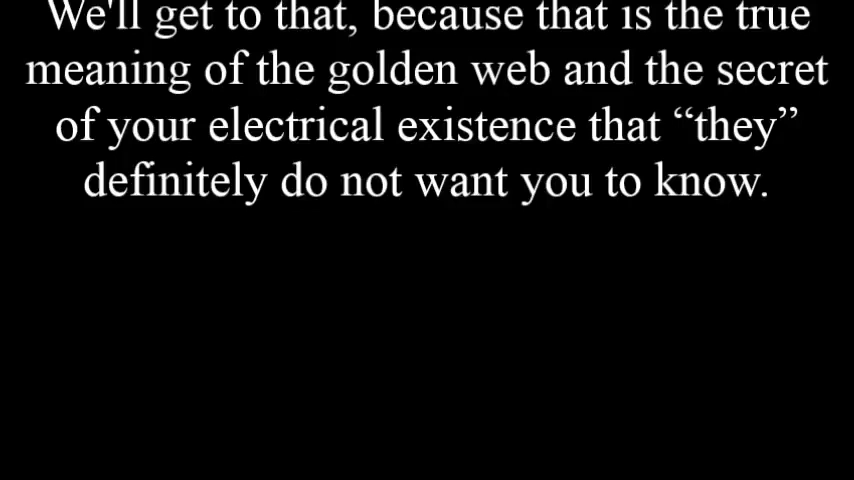 We'll get to that, because that is the true
meaning of the golden web and the secret
of your electrical existence that “they”
definitely do not want you to know.